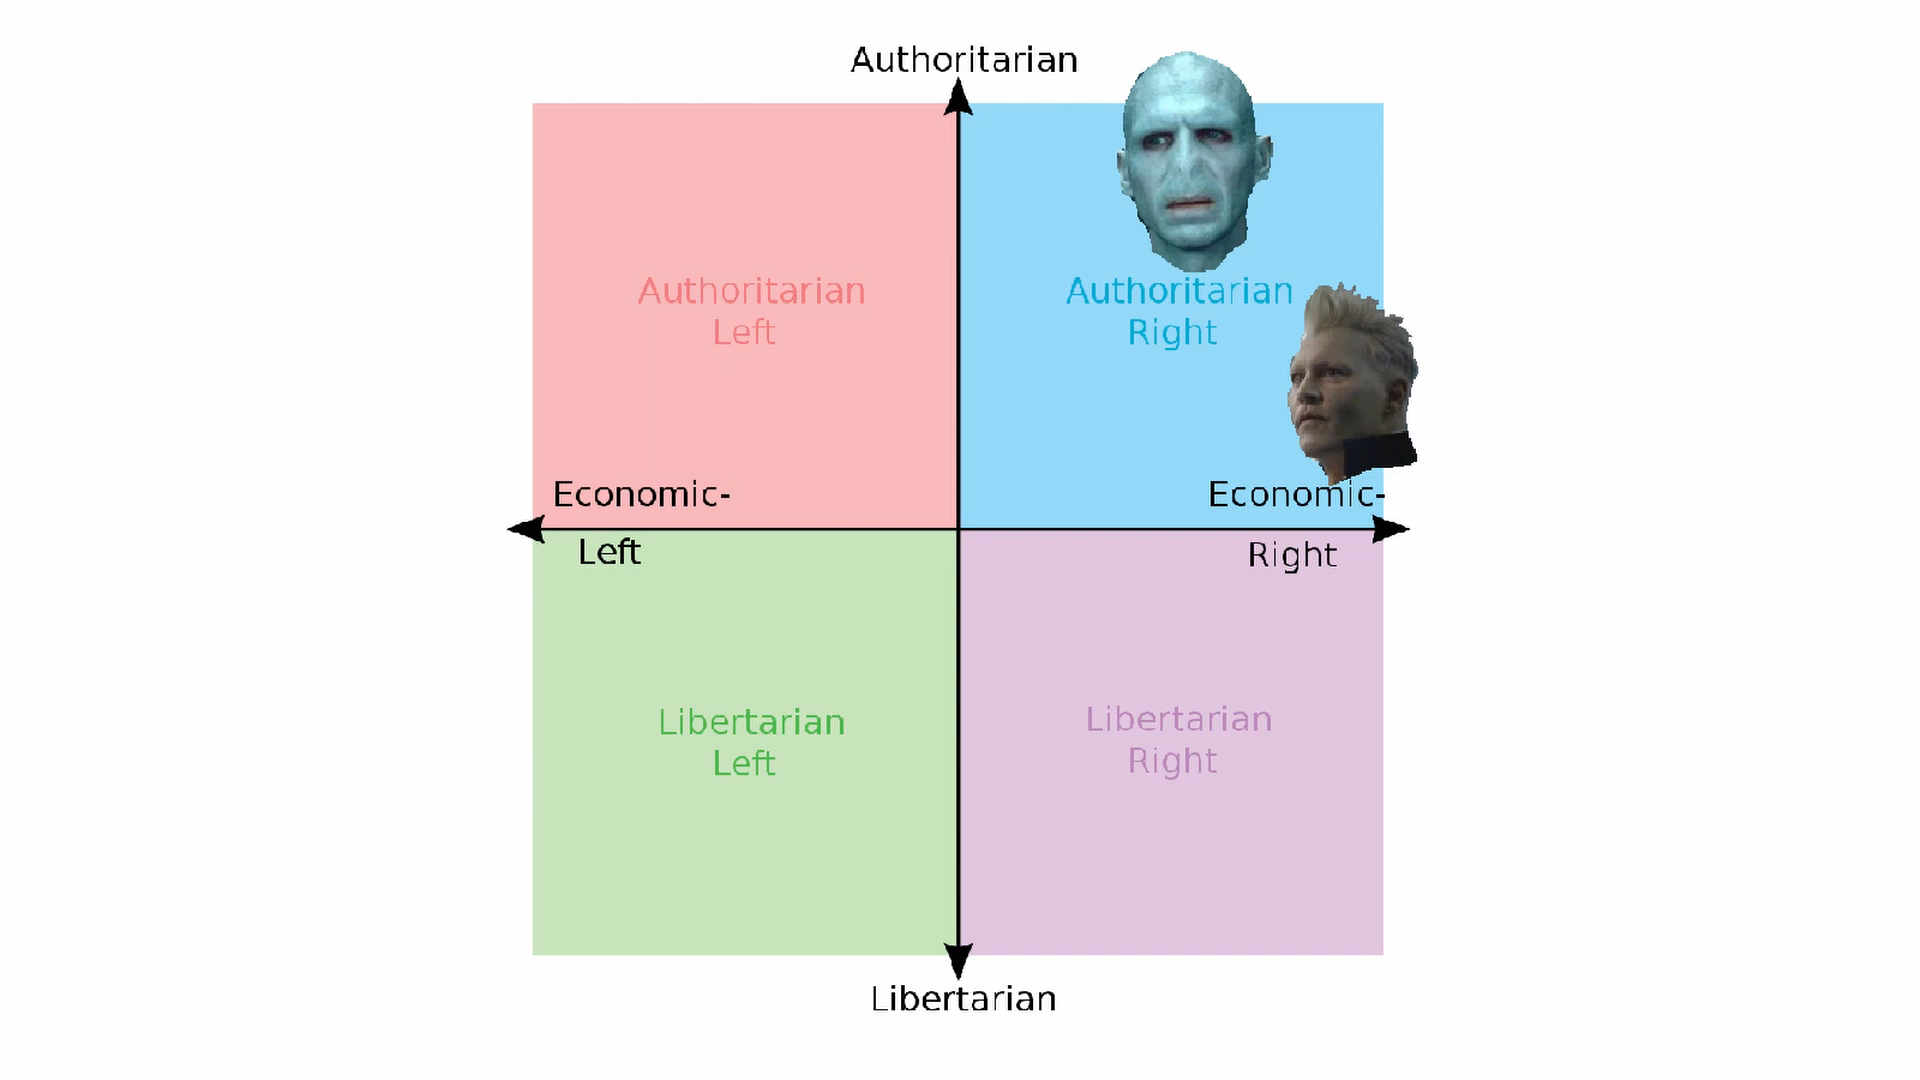 Authoritarian
Authoritarian
Left
Authoritarian
Right
Economic-
Left
Economic-
Right
Libertarian
Left
Libertarian
Right
Libertarian